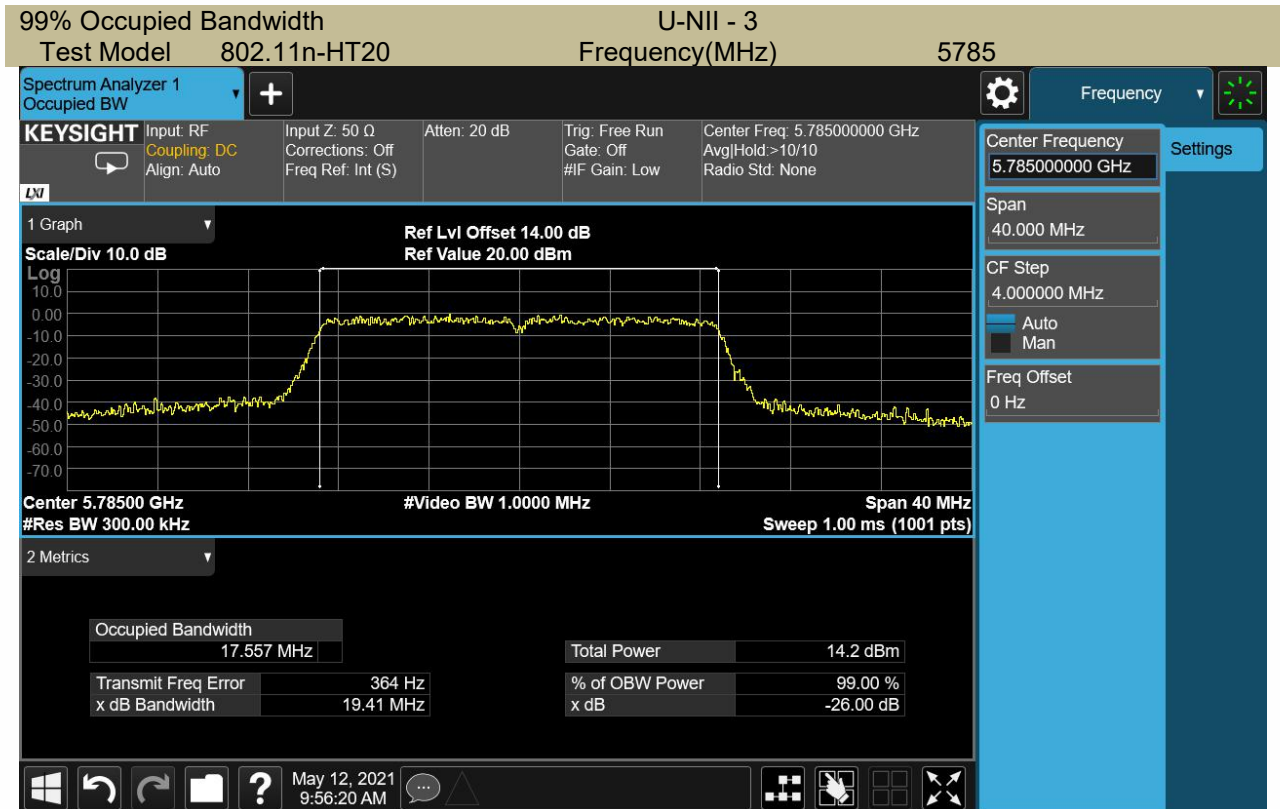 99% Occupied Bandwidth U-NII - 3
Test Model 802.11n-HT20 Frequency(MHz) 5785
Spectrum Analyzer 1
Occupied BW
+
Frequency
KEYSIGHT
LXI
Input: RF
Coupling: DC
Align: Auto
Input Z: 50 Ω
Corrections: Off
Freq Ref: Int (S)
Atten: 20 dB
Trig: Free Run
Gate: Off
#IF Gain: Low
Center Freq: 5.785000000 GHz
Avg|Hold:>10/10
Radio Std: None
Center Frequency
5.785000000 GHz
Settings
Span
40.000 MHz
CF Step
4.000000 MHz
Auto
Man
Freq Offset
0 Hz
1 Graph
Scale/Div 10.0 dB
Ref Lvl Offset 14.00 dB
Ref Value 20.00 dBm
Log
10.0
0.00
-10.0
-20.0
-30.0
-40.0
-50.0
-60.0
-70.0
Center 5.78500 GHz #Video BW 1.0000 MHz Span 40 MHz
#Res BW 300.00 kHz Sweep 1.00 ms (1001 pts)
2 Metrics
Occupied Bandwidth
17.557 MHz
Total Power 14.2 dBm
Transmit Freq Error 364 Hz
% of OBW Power 99.00 %
x dB Bandwidth 19.41 MHz
x dB -26.00 dB
?
May 12, 2021
9:56:20 AM